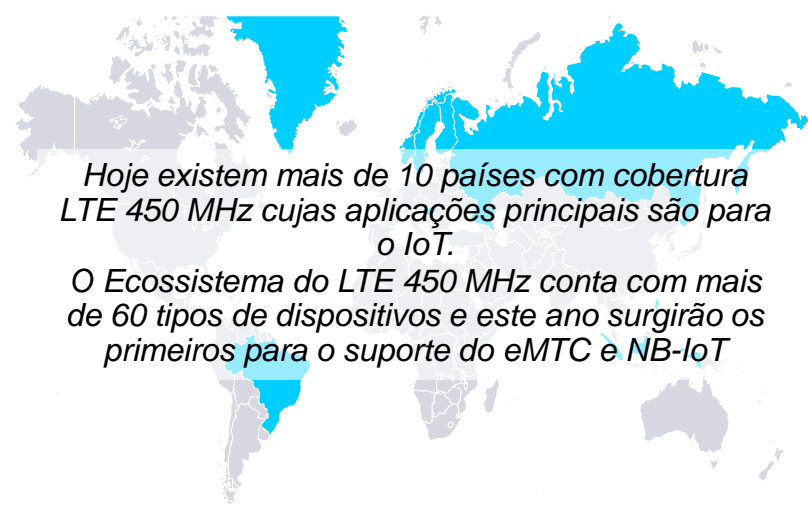 Hoje existem mais de 10 países com cobertura
LTE 450 MHz cujas aplicações principais são para
o IoT.
O Ecossistema do LTE 450 MHz conta com mais
de 60 tipos de dispositivos e este ano surgirão os
primeiros para o suporte do eMTC e NB-IoT